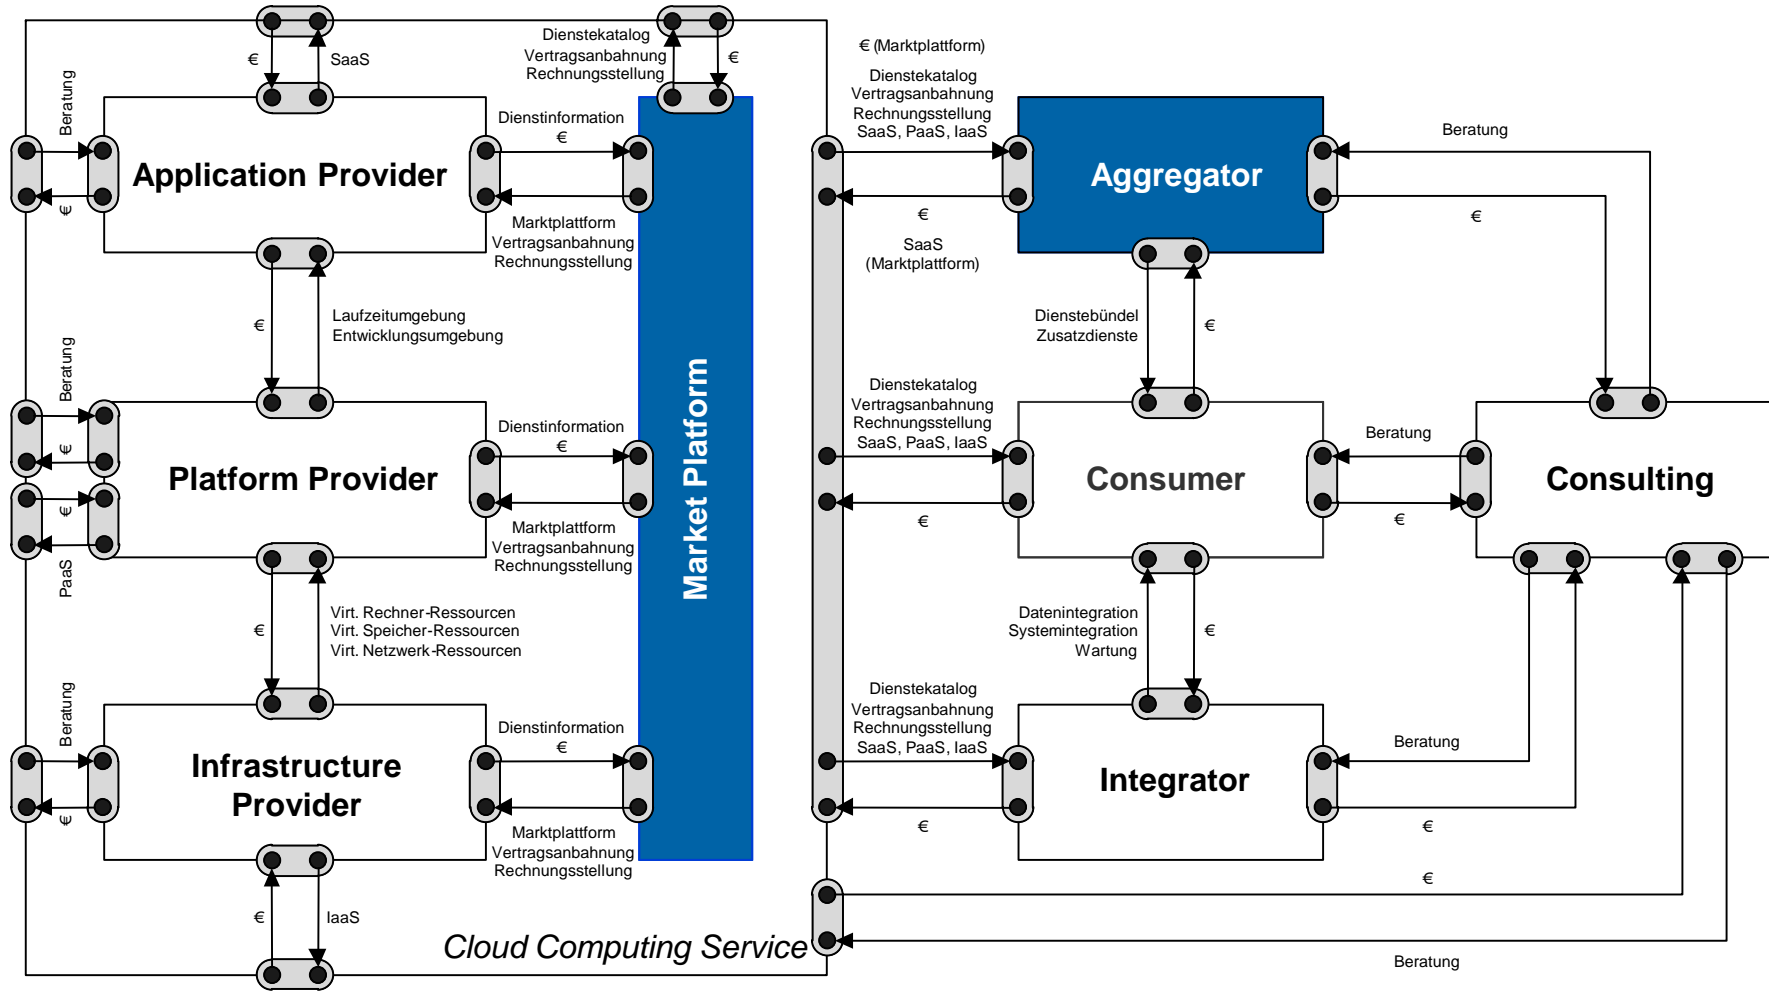 €
SaaS
Dienstekatalog
Vertragsanbahnung
Rechnungsstellung
€
Beratung
€
Application Provider
Dienstinformation
€
Marktplattform
Vertragsanbahnung
Rechnungsstellung
€ (Marktplattform)
Dienstekatalog
Vertragsanbahnung
Rechnungsstellung
SaaS, PaaS, IaaS
€
SaaS
(Marktplattform)
Aggregator
Beratung
€
€
Laufzeitumgebung
Entwicklungsumgebung
Dienstebündel
Zusatzdienste
€
Beratung
€
€
PaaS
Platform Provider
Dienstinformation
€
Marktplattform
Vertragsanbahnung
Rechnungsstellung
Market Platform
Dienstekatalog
Vertragsanbahnung
Rechnungsstellung
SaaS, PaaS, IaaS
€
Consumer
Beratung
€
Consulting
€
Virt. Rechner-Ressourcen
Virt. Speicher-Ressourcen
Virt. Netzwerk-Ressourcen
Datenintegration
Systemintegration
Wartung
€
Beratung
€
Infrastructure
Provider
Dienstinformation
€
Marktplattform
Vertragsanbahnung
Rechnungsstellung
Dienstekatalog
Vertragsanbahnung
Rechnungsstellung
SaaS, PaaS, IaaS
€
Integrator
Beratung
€
€
IaaS
Cloud Computing Service
€
Beratung